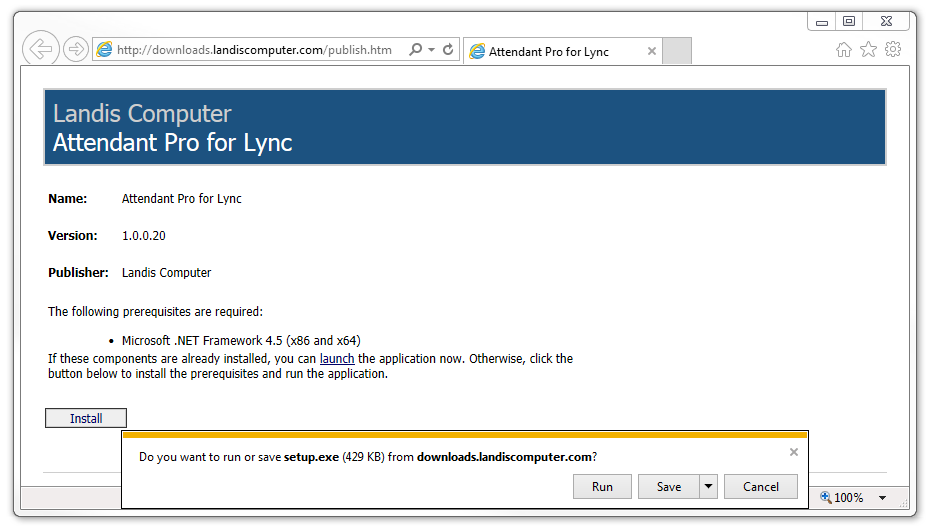 http://downloads.landiscomputer.com/publish.htm
Attendant Pro for Lync
Landis Computer
Attendant Pro for Lync
Name: Attendant Pro for Lync
Version: 1.0.0.20
Publisher: Landis Computer
The following prerequisites are required:
• Microsoft .NET Framework 4.5 (x86 and x64)
If these components are already installed, you can launch the application now. Otherwise, click the
button below to install the prerequisites and run the application.
Install
Do you want to run or save setup.exe (429 KB) from downloads.landiscomputer.com?
Run Save Cancel
100%